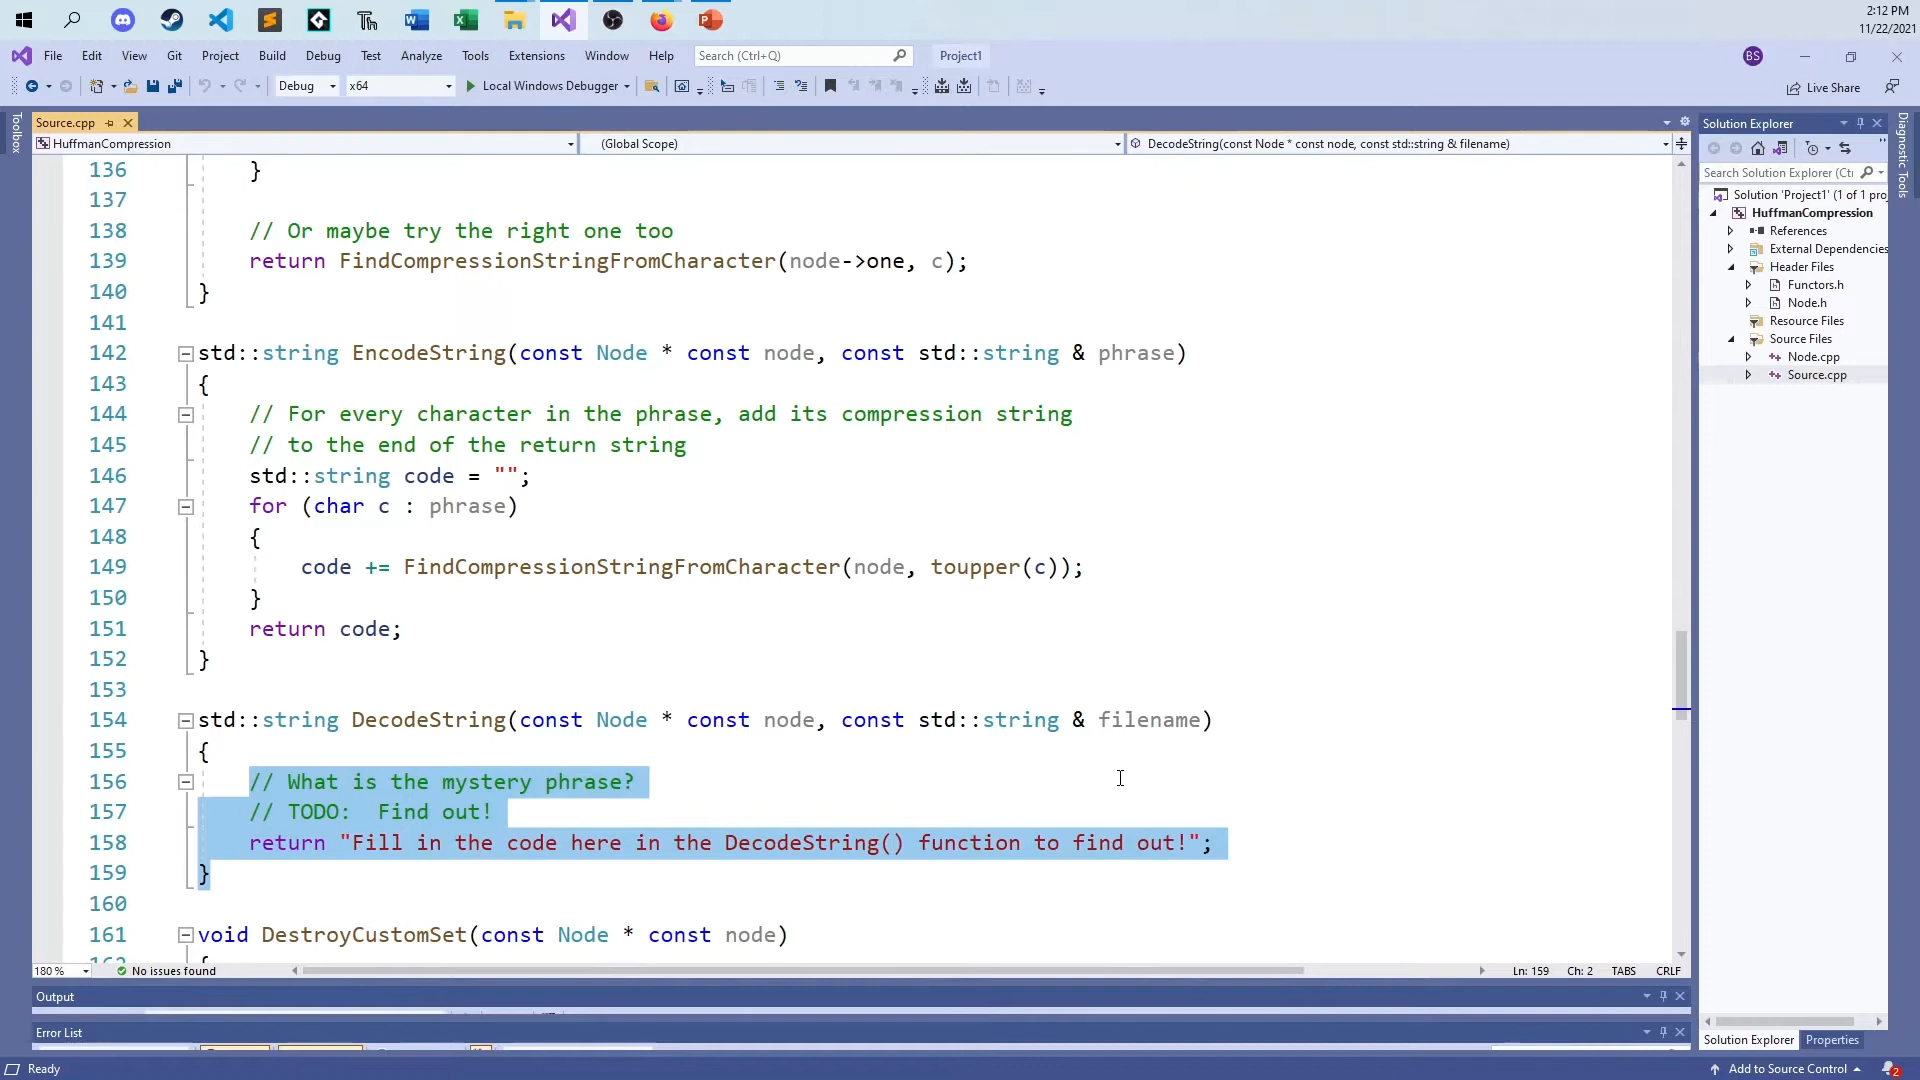 2:12 PM
11/22/2021
File Edit View Git Project Build Debug Test Analyze Tools Extensions Window Help Search (Ctrl+Q) Project1 BS
Debug x64 Local Windows Debugger Live Share
Toolbox
Source.cpp
HuffmanCompression (Global Scope) DecodeString(const Node * const node, const std::string & filename)
136 }
137
138 // Or maybe try the right one too
139 return FindCompressionStringFromCharacter(node->one, c);
140 }
141
142 std::string EncodeString(const Node * const node, const std::string & phrase)
143 {
144 // For every character in the phrase, add its compression string
145 // to the end of the return string
146 std::string code = "";
147 for (char c : phrase)
148 {
149 code += FindCompressionStringFromCharacter(node, toupper(c));
150 }
151 return code;
152 }
153
154 std::string DecodeString(const Node * const node, const std::string & filename)
155 {
156 // What is the mystery phrase?
157 // TODO:  Find out!
158 return "Fill in the code here in the DecodeString() function to find out!";
159 }
160
161 void DestroyCustomSet(const Node * const node)
180 % No issues found Ln: 159 Ch: 2 TABS CRLF
Output
Error List
Solution Explorer
Search Solution Explorer (Ctr
Solution 'Project1' (1 of 1 proj
HuffmanCompression
References
External Dependencies
Header Files
Functors.h
Node.h
Resource Files
Source Files
Node.cpp
Source.cpp
Solution Explorer Properties
Diagnostic Tools
Ready Add to Source Control 2